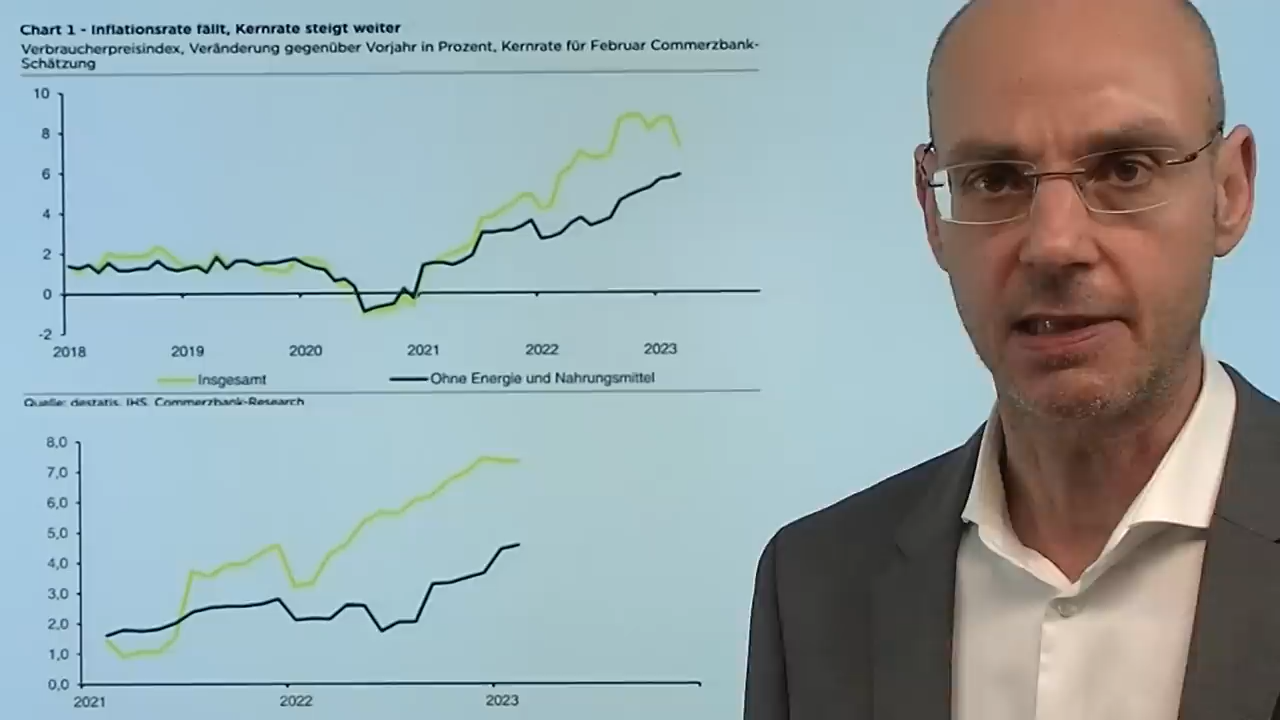 Chart 1 - Inflationsrate fällt, Kernrate steigt weiter
Verbraucherpreisindex, Veränderung gegenüber Vorjahr in Prozent, Kernrate für Februar Commerzbank-
Schätzung
10
8
6
4
2
0
-2
2018 2019 2020 2021 2022 2023
Insgesamt Ohne Energie und Nahrungsmittel
Quelle: destatis, IHS, Commerzbank-Research
8,0
7,0
6,0
5,0
4,0
3,0
2,0
1,0
0,0
2021 2022 2023